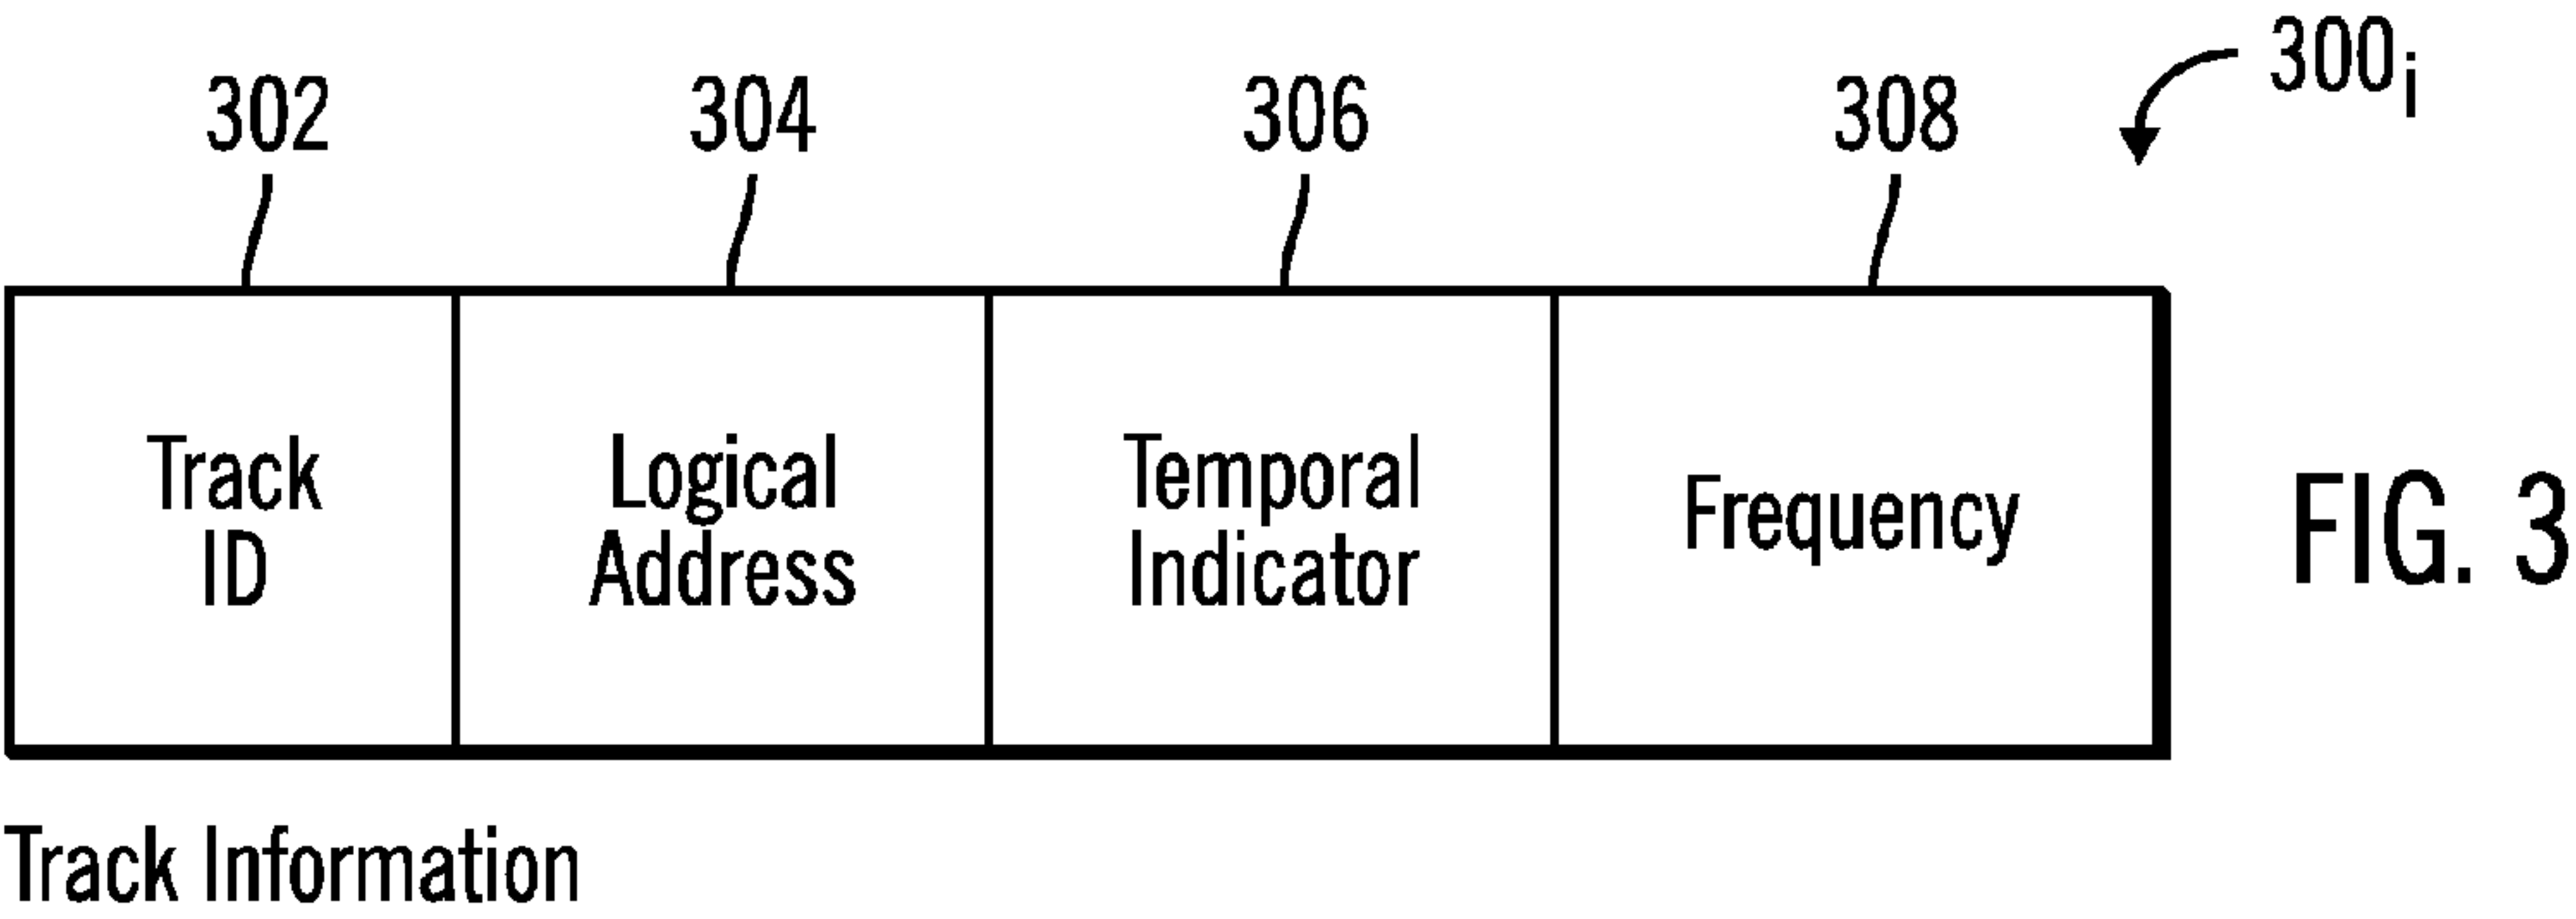 300i
302 304 306 308
Track
ID
Logical
Address
Temporal
Indicator
Frequency
FIG. 3
Track Information